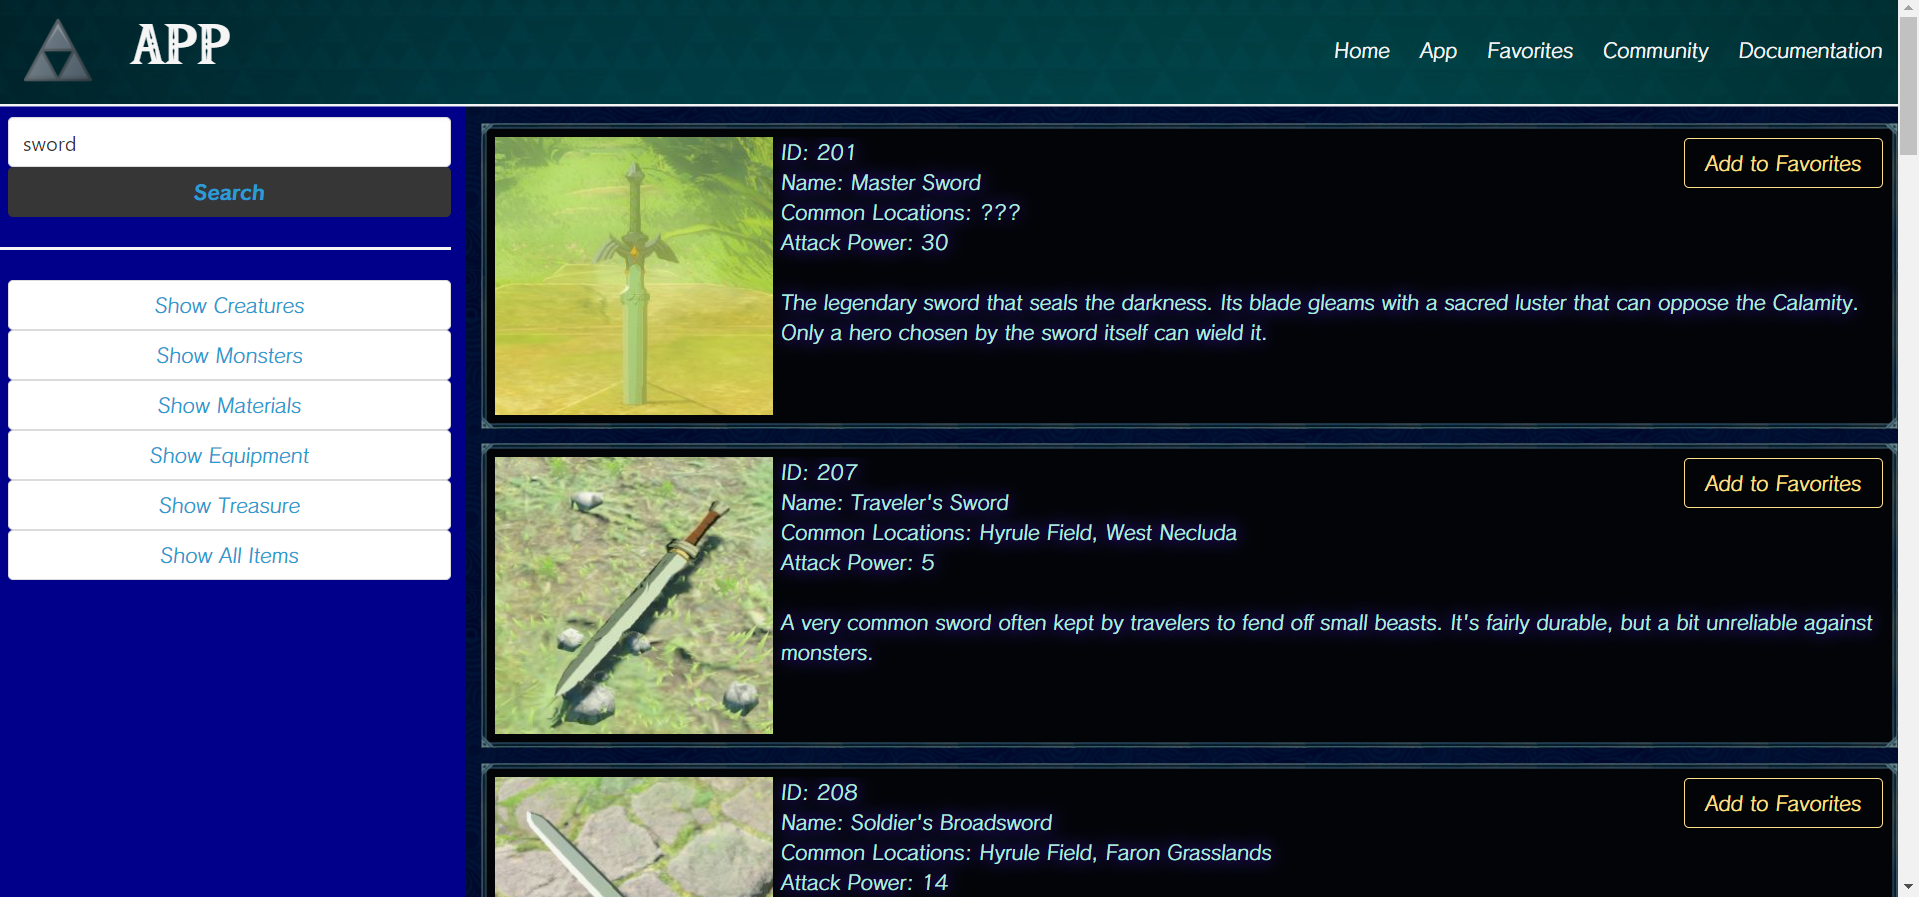 APP
Home App Favorites Community Documentation
sword
Search
Show Creatures
Show Monsters
Show Materials
Show Equipment
Show Treasure
Show All Items
ID: 201
Add to Favorites
Name: Master Sword
Common Locations: ???
Attack Power: 30
The legendary sword that seals the darkness. Its blade gleams with a sacred luster that can oppose the Calamity.
Only a hero chosen by the sword itself can wield it.
ID: 207
Add to Favorites
Name: Traveler's Sword
Common Locations: Hyrule Field, West Necluda
Attack Power: 5
A very common sword often kept by travelers to fend off small beasts. It's fairly durable, but a bit unreliable against
monsters.
ID: 208
Add to Favorites
Name: Soldier's Broadsword
Common Locations: Hyrule Field, Faron Grasslands
Attack Power: 14